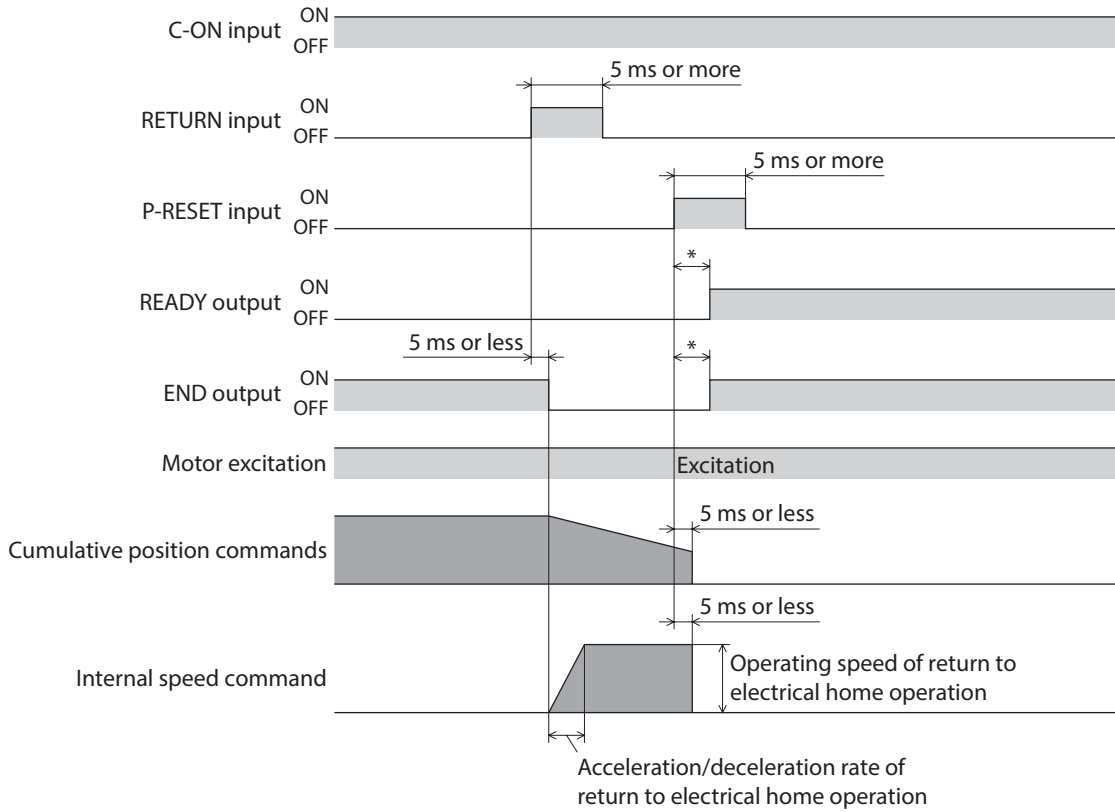 C-ON input
ON
OFF
5 ms or more
RETURN input
ON
OFF
5 ms or more
P-RESET input
ON
OFF
*
READY output
ON
OFF
5 ms or less
*
END output
ON
OFF
Motor excitation
Excitation
5 ms or less
Cumulative position commands
5 ms or less
Internal speed command
Operating speed of return to
electrical home operation
Acceleration/deceleration rate of
return to electrical home operation